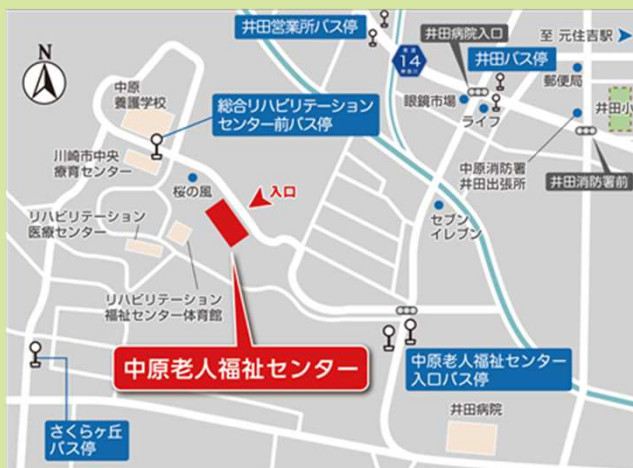 N
井田営業所バス停
県道
14
神奈川
井田病院入口
井田バス停
至 元住吉駅
郵便局
眼鏡市場
ライフ
井田小
中原
養護学校
総合リハビリテーション
センター前バス停
川崎市中央
療育センター
桜の風
入口
中原消防署
井田出張所
井田消防署前
セブン
イレブン
リハビリテーション
医療センター
リハビリテーション
福祉センター体育館
中原老人福祉センター
中原老人福祉センター
入口バス停
井田病院
さくらヶ丘
バス停